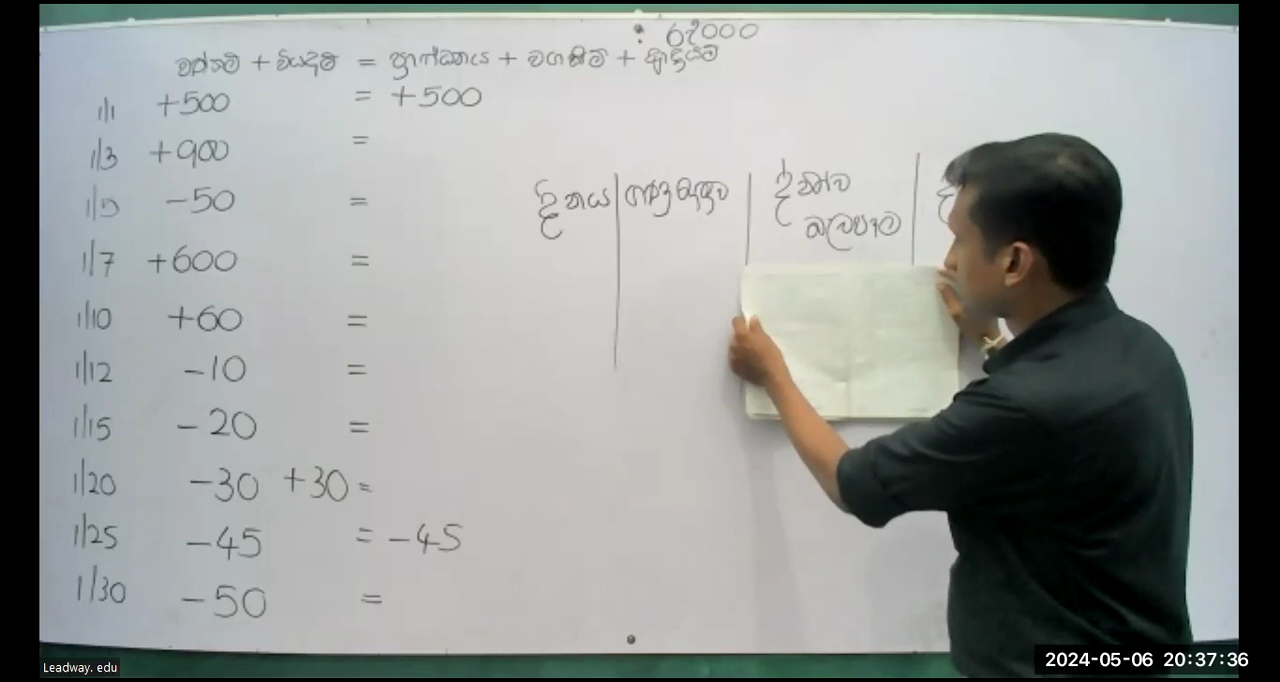 : රු 000
වත්කම් + වියදම් = ප්‍රාග්ධනය + වගකීම් + ආදායම්
1/1 +500 = +500
1/3 +900 =
1/5 -50 =
1/7 +600 =
1/10 +60 =
1/12 -10 =
1/15 -20 =
1/20 -30 +30 =
1/25 -45 = -45
1/30 -50 =
දිනය ගණුදෙනුව
බලපෑම
Leadway. edu
2024-05-06 20:37:36